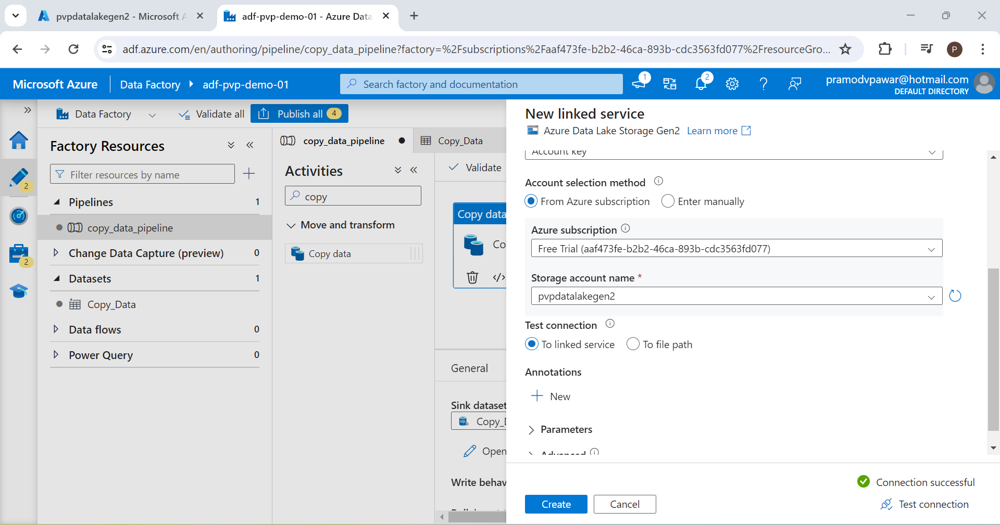 pvpdatalakegen2 - Microsoft A
adf-pvp-demo-01 - Azure Data
adf.azure.com/en/authoring/pipeline/copy_data_pipeline?factory=%2Fsubscriptions%2Faaf473fe-b2b2-46ca-893b-cdc3563fd077%2FresourceGro...
P
Microsoft Azure
Data Factory
adf-pvp-demo-01
Search factory and documentation
1
2
pramodvpawar@hotmail.com
DEFAULT DIRECTORY
Data Factory
Validate all
Publish all 4
2
2
Factory Resources
Filter resources by name
Pipelines 1
copy_data_pipeline
Change Data Capture (preview) 0
Datasets 1
Copy_Data
Data flows 0
Power Query 0
copy_data_pipeline
Copy_Data
Activities
copy
Move and transform
Copy data
Validate
Copy data
Co
General
Sink dataset
SQL Copy_D
Open
Write behav
New linked service
Azure Data Lake Storage Gen2 Learn more
Account key
Account selection method
From Azure subscription Enter manually
Azure subscription
Free Trial (aaf473fe-b2b2-46ca-893b-cdc3563fd077)
Storage account name *
pvpdatalakegen2
Test connection
To linked service To file path
Annotations
New
Parameters
Advanced
Connection successful
Create
Cancel
Test connection